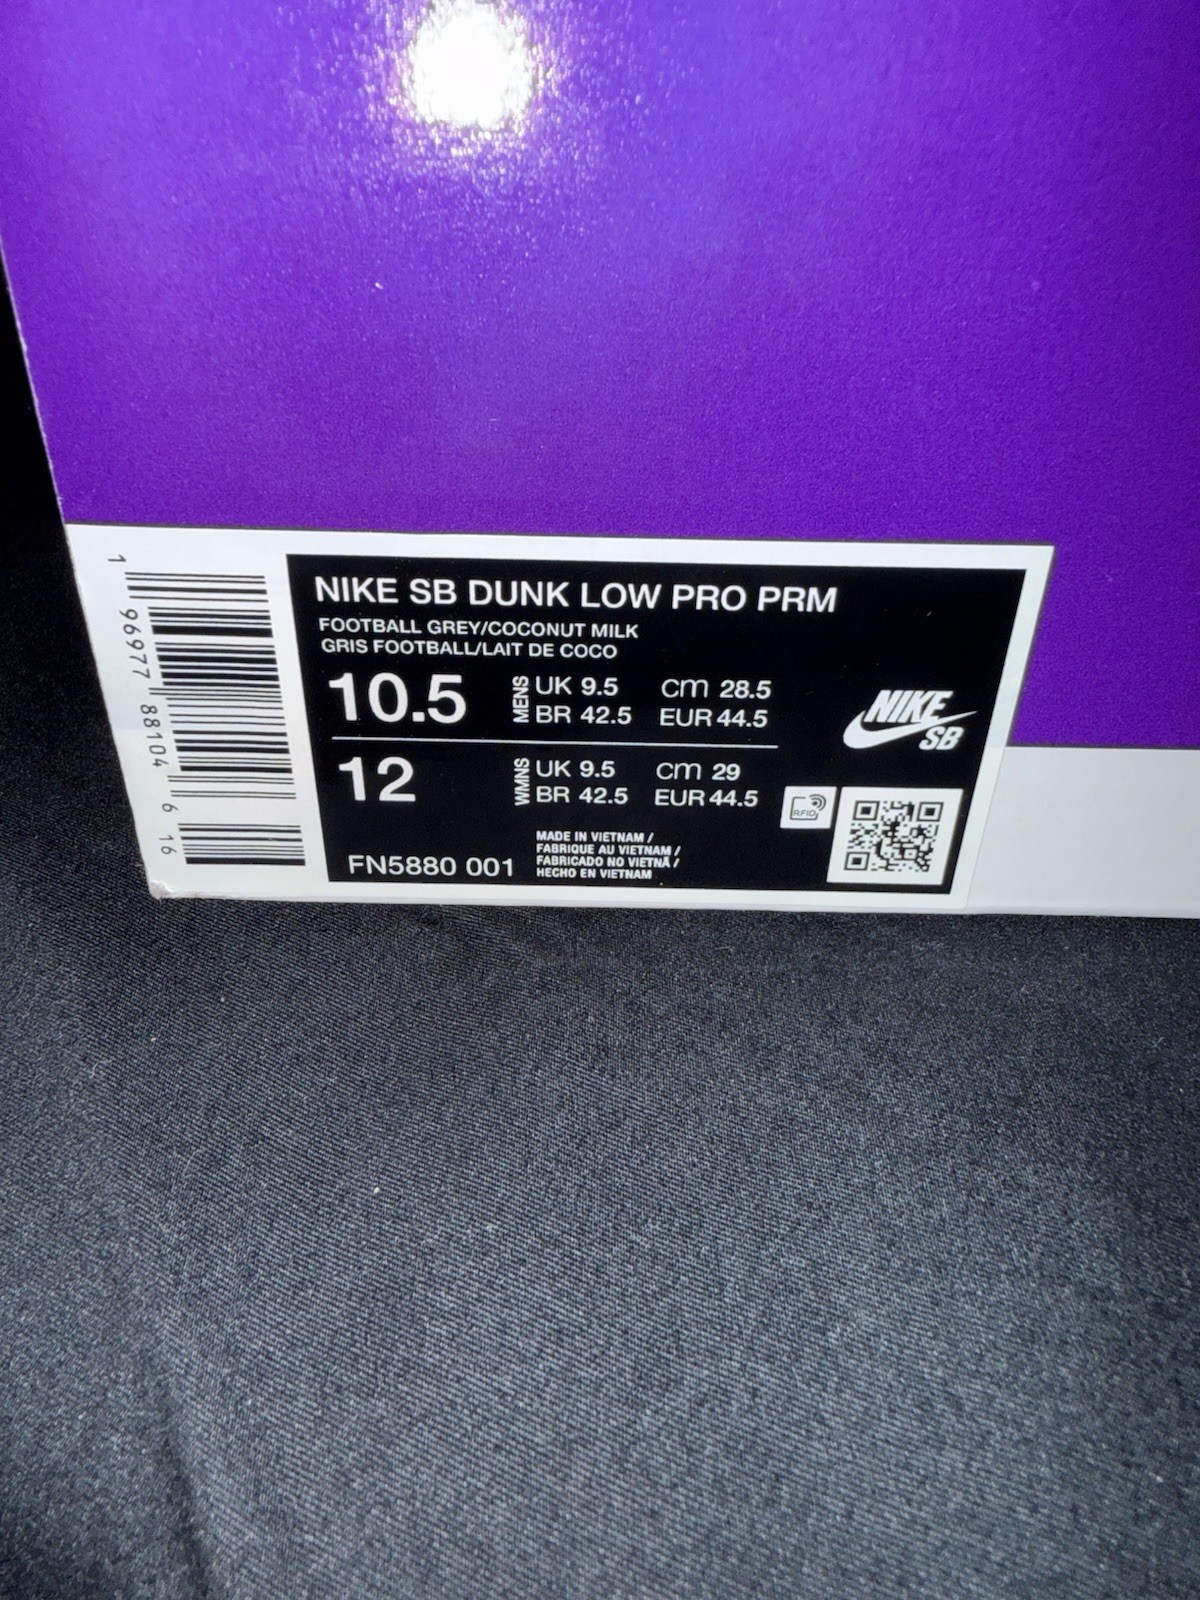 NIKE SB DUNK LOW PRO PRM
FOOTBALL GREY/COCONUT MILK
GRIS FOOTBALL/LAIT DE COCO
10.5 MENS UK 9.5 cm 28.5
BR 42.5 EUR 44.5
12 WMNS UK 9.5 cm 29
BR 42.5 EUR 44.5
NIKE
SB
RFID
MADE IN VIETNAM /
FABRIQUE AU VIETNAM /
FABRICADO NO VIETNÃ /
HECHO EN VIETNAM
FN5880 001
1 96977 88104 6 16